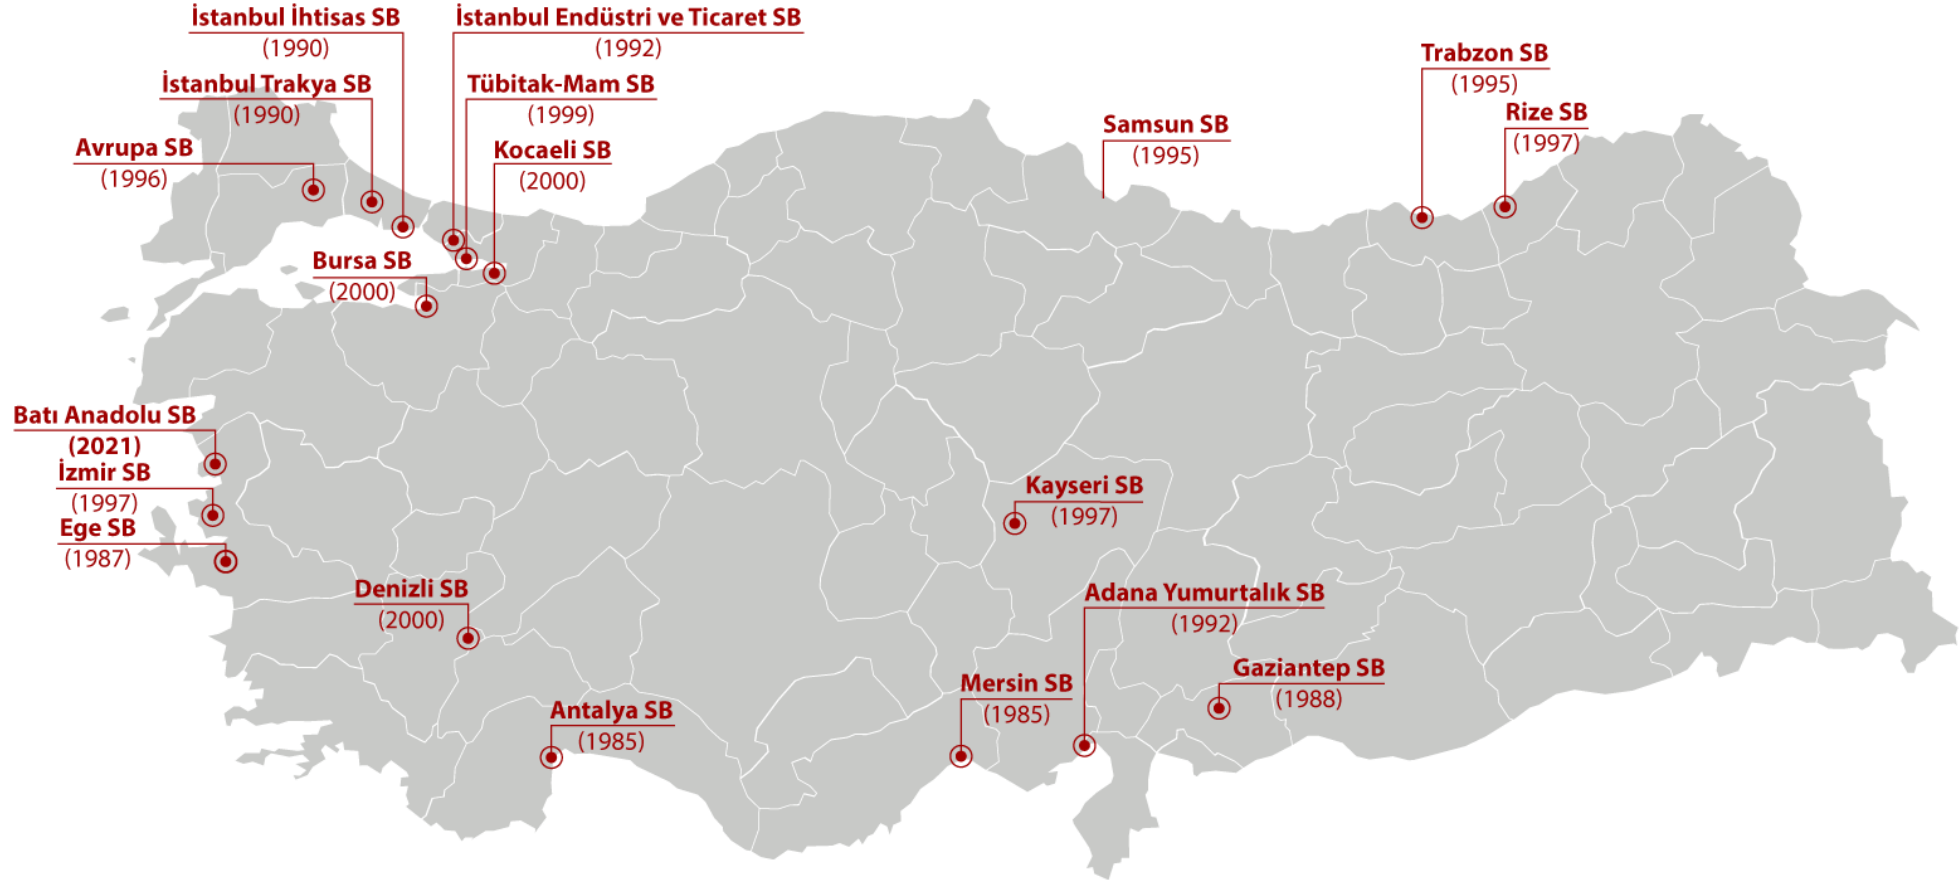 İstanbul İhtisas SB
(1990)
İstanbul Endüstri ve Ticaret SB
(1992)
İstanbul Trakya SB
(1990)
Tübitak-Mam SB
(1999)
Avrupa SB
(1996)
Kocaeli SB
(2000)
Bursa SB
(2000)
Trabzon SB
(1995)
Rize SB
(1997)
Samsun SB
(1995)
Batı Anadolu SB
(2021)
İzmir SB
(1997)
Ege SB
(1987)
Kayseri SB
(1997)
Denizli SB
(2000)
Adana Yumurtalık SB
(1992)
Gaziantep SB
(1988)
Mersin SB
(1985)
Antalya SB
(1985)